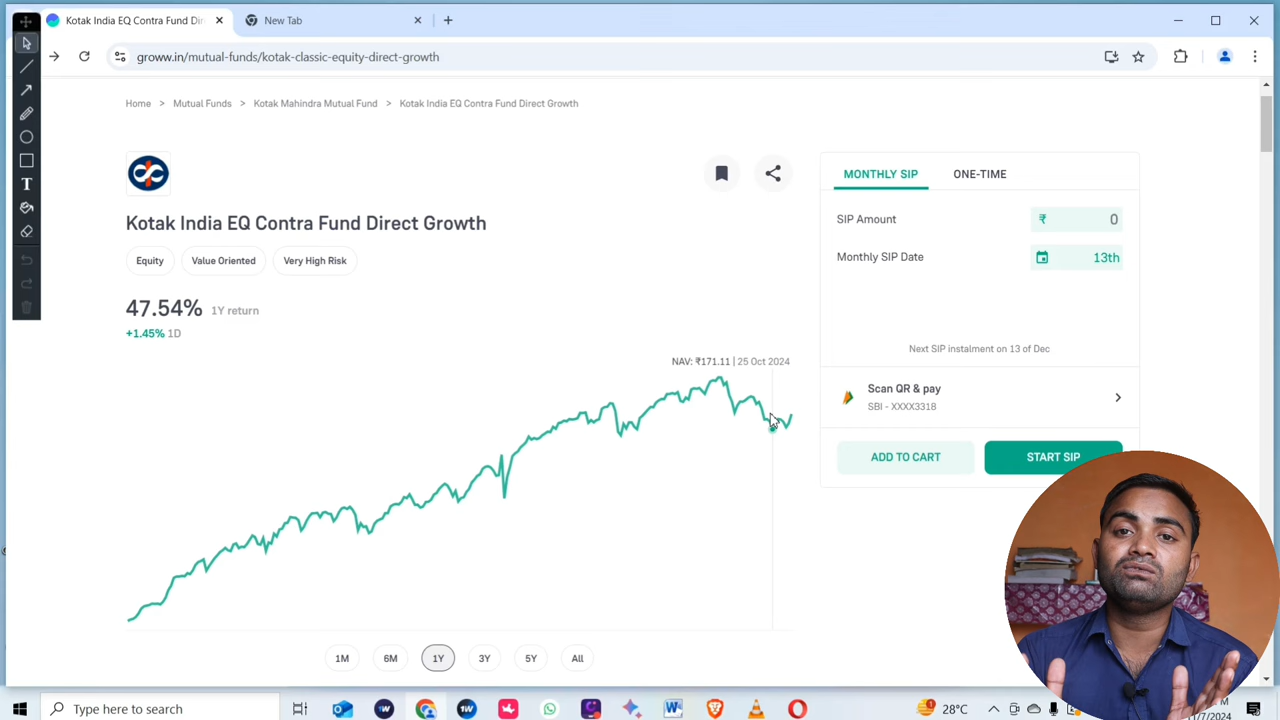 Kotak India EQ Contra Fund Dir
New Tab
groww.in/mutual-funds/kotak-classic-equity-direct-growth
Home > Mutual Funds > Kotak Mahindra Mutual Fund > Kotak India EQ Contra Fund Direct Growth
T
Kotak India EQ Contra Fund Direct Growth
Equity Value Oriented Very High Risk
47.54% 1Y return
+1.45% 1D
NAV: ₹171.11 | 25 Oct 2024
1M 6M 1Y 3Y 5Y All
MONTHLY SIP ONE-TIME
SIP Amount ₹ 0
Monthly SIP Date 13th
Next SIP instalment on 13 of Dec
Scan QR & pay
SBI - XXXX3318
ADD TO CART START SIP
Type here to search
28°C